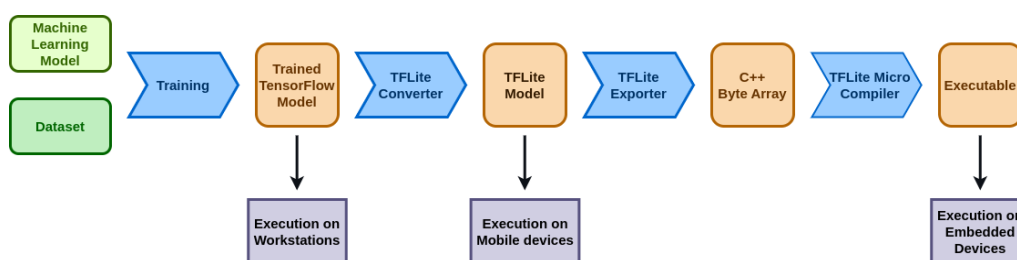 Machine
Learning
Model
Dataset
Training
Trained
TensorFlow
Model
TFLite
Converter
TFLite
Model
TFLite
Exporter
C++
Byte Array
TFLite Micro
Compiler
Executable
Execution on
Workstations
Execution on
Mobile devices
Execution on
Embedded
Devices